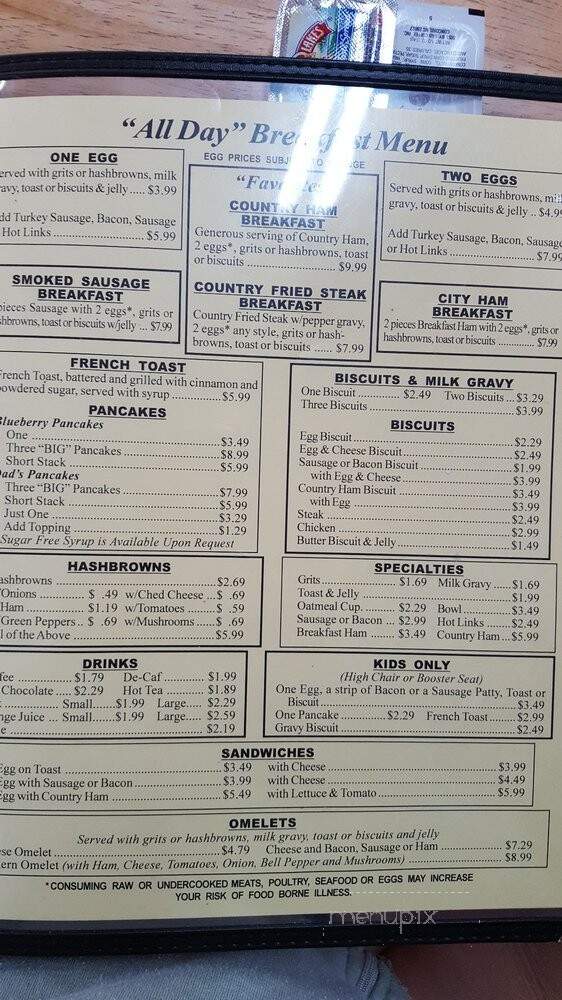 "All Day" Breakfast Menu
EGG PRICES SUBJECT TO CHANGE
ONE EGG
erved with grits or hashbrowns, milk
avy, toast or biscuits & jelly ..... $3.99
dd Turkey Sausage, Bacon, Sausage
Hot Links ........................ $5.99
SMOKED SAUSAGE
BREAKFAST
pieces Sausage with 2 eggs*, grits or
shbrowns, toast or biscuits w/jelly ... $7.99
"Favorites
COUNTRY HAM
BREAKFAST
Generous serving of Country Ham,
2 eggs*, grits or hashbrowns, toast
or biscuits ........................ $9.99
COUNTRY FRIED STEAK
BREAKFAST
Country Fried Steak w/pepper gravy,
2 eggs* any style, grits or hash-
browns, toast or biscuits ...... $7.99
TWO EGGS
Served with grits or hashbrowns, mil
gravy, toast or biscuits & jelly .. $4.99
Add Turkey Sausage, Bacon, Sausage
or Hot Links ........................ $7.99
CITY HAM
BREAKFAST
2 pieces Breakfast Ham with 2 eggs*, grits or
hashbrowns, toast or biscuits ............. $7.99
FRENCH TOAST
French Toast, battered and grilled with cinnamon and
powdered sugar, served with syrup ................ $5.99
PANCAKES
Blueberry Pancakes
One ........................ $3.49
Three "BIG" Pancakes ........................ $8.99
Short Stack ........................ $5.99
Dad's Pancakes
Three "BIG" Pancakes ........................ $7.99
Short Stack ........................ $5.99
Just One ........................ $3.29
Add Topping ........................ $1.29
Sugar Free Syrup is Available Upon Request
BISCUITS & MILK GRAVY
One Biscuit ............ $2.49 Two Biscuits ... $3.29
Three Biscuits ........................ $3.99
BISCUITS
Egg Biscuit ........................ $2.29
Egg & Cheese Biscuit ........................ $2.49
Sausage or Bacon Biscuit ........................ $1.99
with Egg & Cheese ........................ $3.99
Country Ham Biscuit ........................ $3.49
with Egg ........................ $3.99
Steak ........................ $2.49
Chicken ........................ $2.99
Butter Biscuit & Jelly ........................ $1.49
HASHBROWNS
ashbrowns ........................ $2.69
/Onions ........ $ .49 w/Ched Cheese ... $ .69
/Ham ......... $1.19 w/Tomatoes ........ $ .59
/Green Peppers .. $ .69 w/Mushrooms ...... $ .69
l of the Above ........................ $5.99
SPECIALTIES
Grits ................ $1.69 Milk Gravy ...... $1.69
Toast & Jelly ........................ $1.99
Oatmeal Cup. .......... $2.29 Bowl ............. $3.49
Sausage or Bacon ... $2.99 Hot Links ........ $2.49
Breakfast Ham ....... $3.49 Country Ham ... $5.99
DRINKS
fee ............... $1.79 De-Caf ............ $1.99
Chocolate ..... $2.29 Hot Tea ........... $1.89
Small ....... $1.99 Large ..... $2.29
nge Juice ... Small ....... $1.99 Large ..... $2.59
e ........................ $2.19
KIDS ONLY
(High Chair or Booster Seat)
One Egg, a strip of Bacon or a Sausage Patty, Toast or
Biscuit ........................ $3.49
One Pancake ............... $2.29 French Toast ......... $2.99
Gravy Biscuit ........................ $2.49
SANDWICHES
Egg on Toast ........................ $3.49 with Cheese ........................ $3.99
Egg with Sausage or Bacon ........................ $3.99 with Cheese ........................ $4.49
Egg with Country Ham ........................ $5.49 with Lettuce & Tomato ........................ $5.99
OMELETS
Served with grits or hashbrowns, milk gravy, toast or biscuits and jelly
ese Omelet ........................ $4.79 Cheese and Bacon, Sausage or Ham ............ $7.29
ern Omelet (with Ham, Cheese, Tomatoes, Onion, Bell Pepper and Mushrooms) ........................ $8.99
*CONSUMING RAW OR UNDERCOOKED MEATS, POULTRY, SEAFOOD OR EGGS MAY INCREASE
YOUR RISK OF FOOD BORNE ILLNESS.
menupix